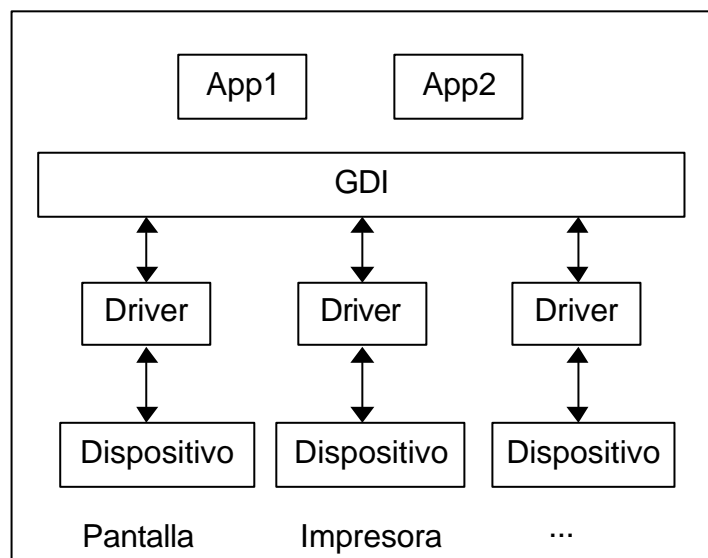 App1 App2
GDI
Driver Driver Driver
Dispositivo Dispositivo Dispositivo
Pantalla Impresora ...